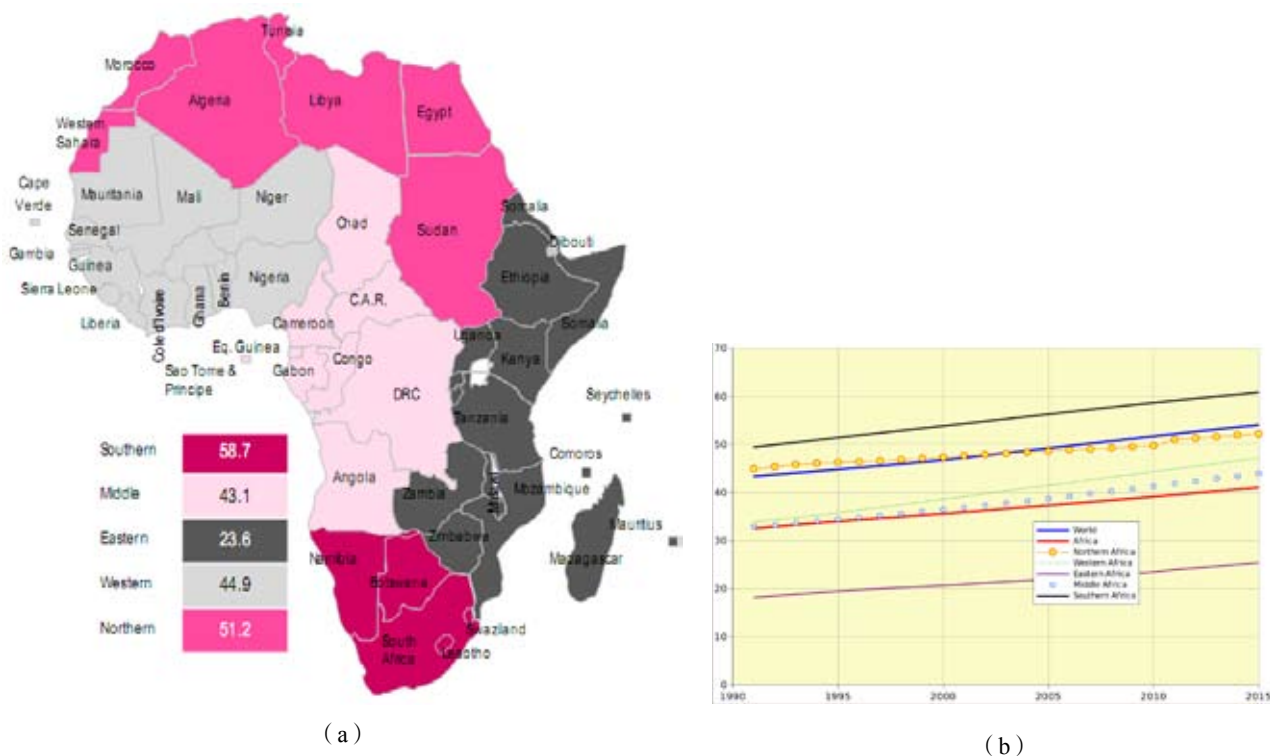 Tunisia
Morocco
Algeria
Libya
Egypt
Western
Sahara
Cape
Verde
Mauritania
Mali
Niger
Chad
Sudan
Somalia
Senegal
Dibouti
Gambia
Guinea
Nigeria
Ethiopia
Sierra Leone
Liberia
Cote d'Ivoire
Ghana
Benin
C.A.R.
Cameroon
Somalia
Eq. Guinea
Uganda
Kenya
Sao Tome &
Principe
Gabon
Congo
DRC
Seychelles
Tanzania
Comoros
Angola
Zambia
Mozambique
Mauritius
Zimbabwe
Madagascar
Namibia
Botswana
Swaziland
South
Africa
Lesotho
Southern 58.7
Middle 43.1
Eastern 23.6
Western 44.9
Northern 51.2
(a)
70
60
50
40
30
20
10
0
World
Africa
Northern Africa
Western Africa
Eastern Africa
Middle Africa
Southern Africa
1990 1995 2000 2005 2010 2015
(b)